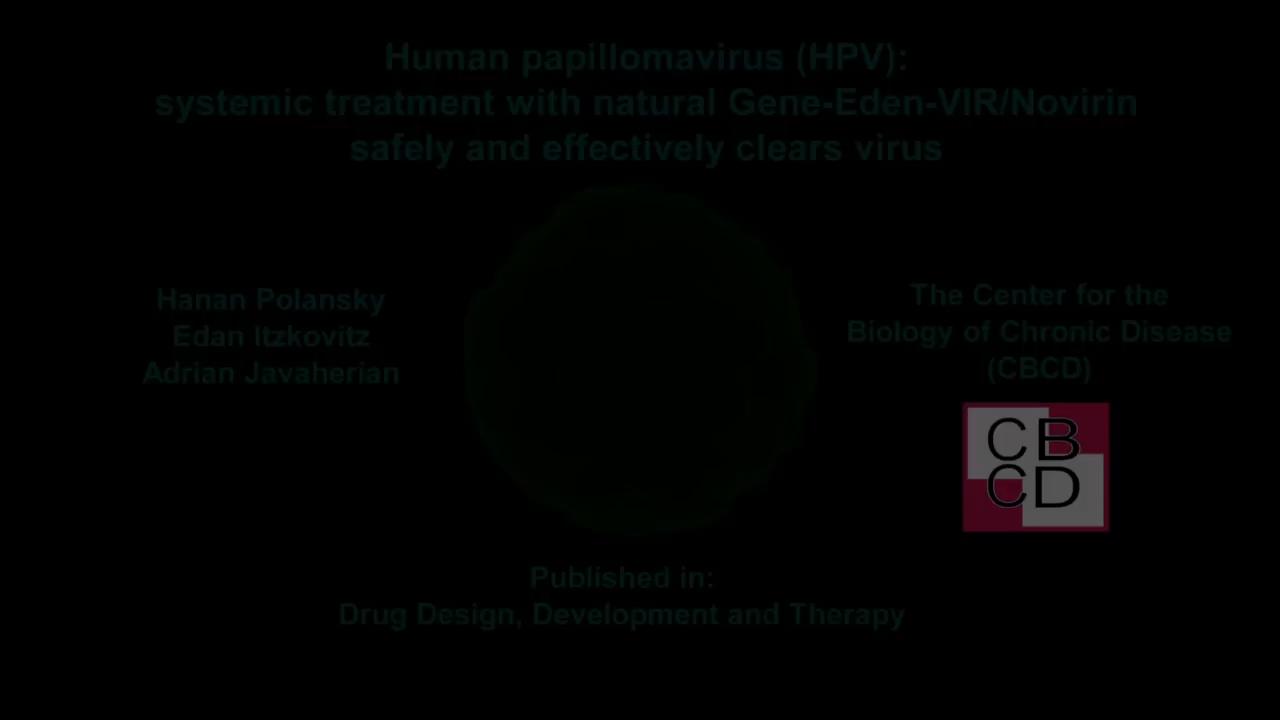 Human papillomavirus (HPV):
systemic treatment with natural Gene-Eden-VIR/Novirin
safely and effectively clears virus
Hanan Polansky
Edan Itzkovitz
Adrian Javaherian
The Center for the
Biology of Chronic Disease
(CBCD)
CB
CD
Published in:
Drug Design, Development and Therapy